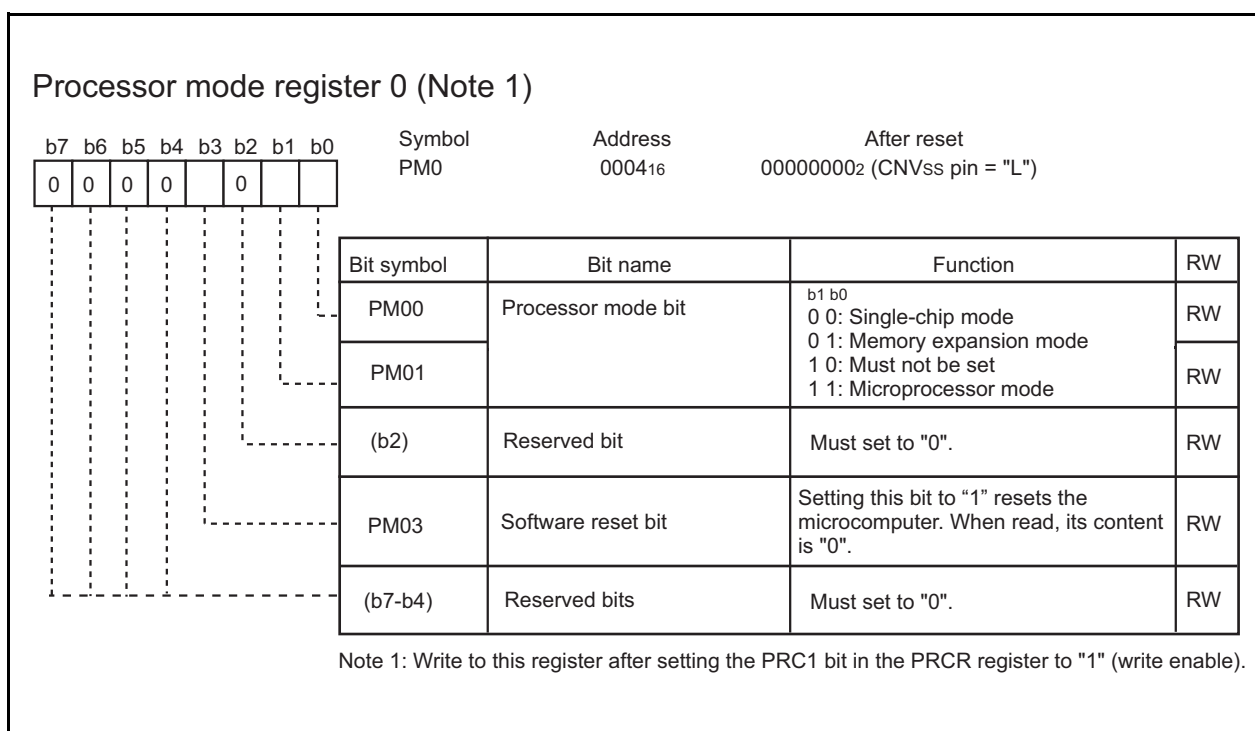 Processor mode register 0 (Note 1)
b7 b6 b5 b4 b3 b2 b1 b0
0 0 0 0 0
Symbol Address After reset
PM0 000416 000000002 (CNVSS pin = "L")
Bit symbol Bit name Function RW
PM00 Processor mode bit RW
PM01 RW
b1 b0
0 0: Single-chip mode
0 1: Memory expansion mode
1 0: Must not be set
1 1: Microprocessor mode
(b2) Reserved bit Must set to "0". RW
PM03 Software reset bit RW
Setting this bit to “1” resets the
microcomputer. When read, its content
is "0".
(b7-b4) Reserved bits Must set to "0". RW
Note 1: Write to this register after setting the PRC1 bit in the PRCR register to "1" (write enable).